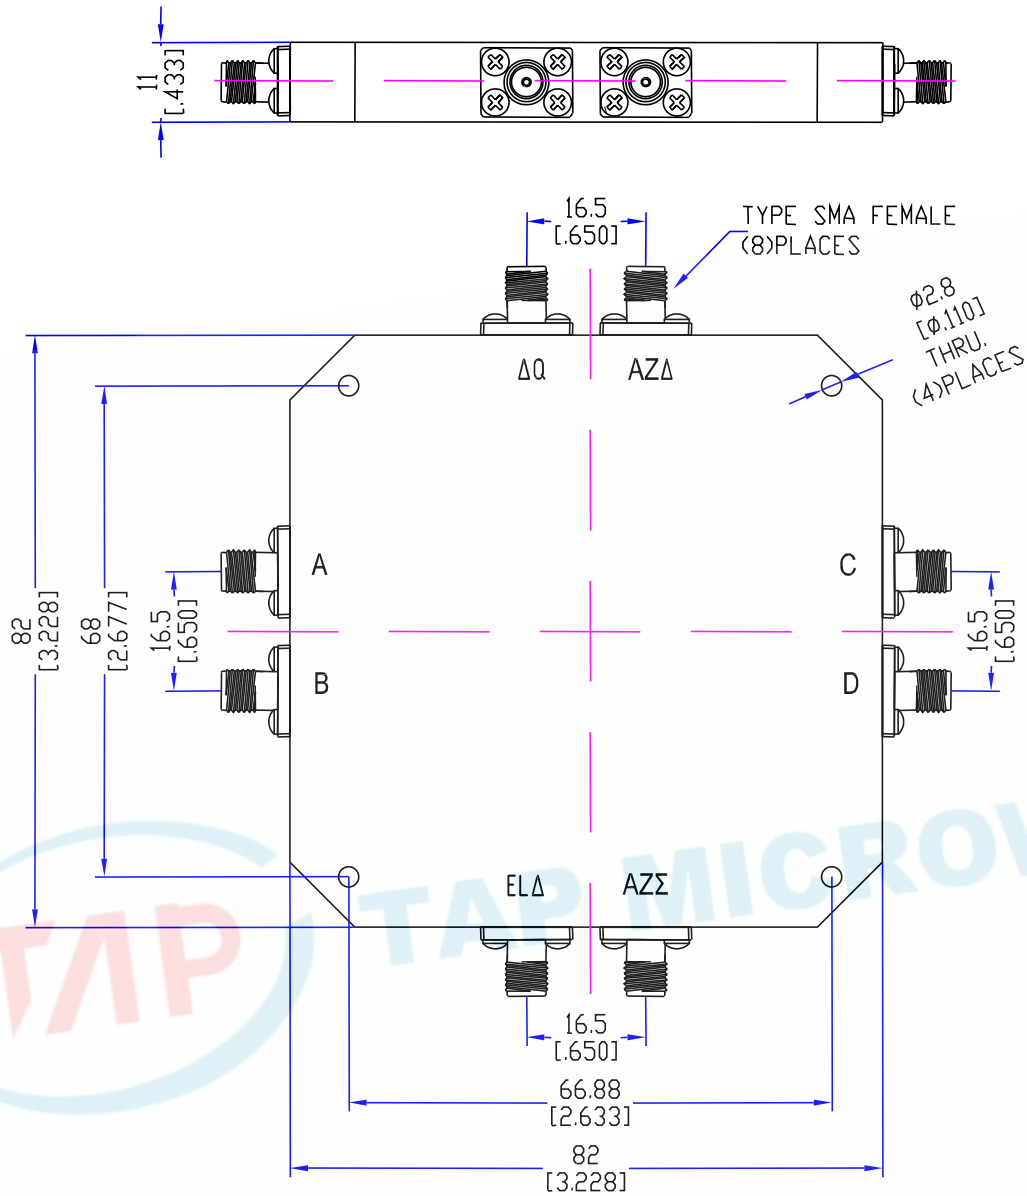 11
[.433]
16.5
[.650]
TYPE SMA FEMALE
(8)PLACES
ø2.8
[ø.110]
THRU.
(4)PLACES
ΔQ
AZΔ
A
C
82
[3.228]
68
[2.677]
16.5
[.650]
16.5
[.650]
B
D
ELΔ
AZΣ
TAP
TAP MICROW
16.5
[.650]
66.88
[2.633]
82
[3.228]